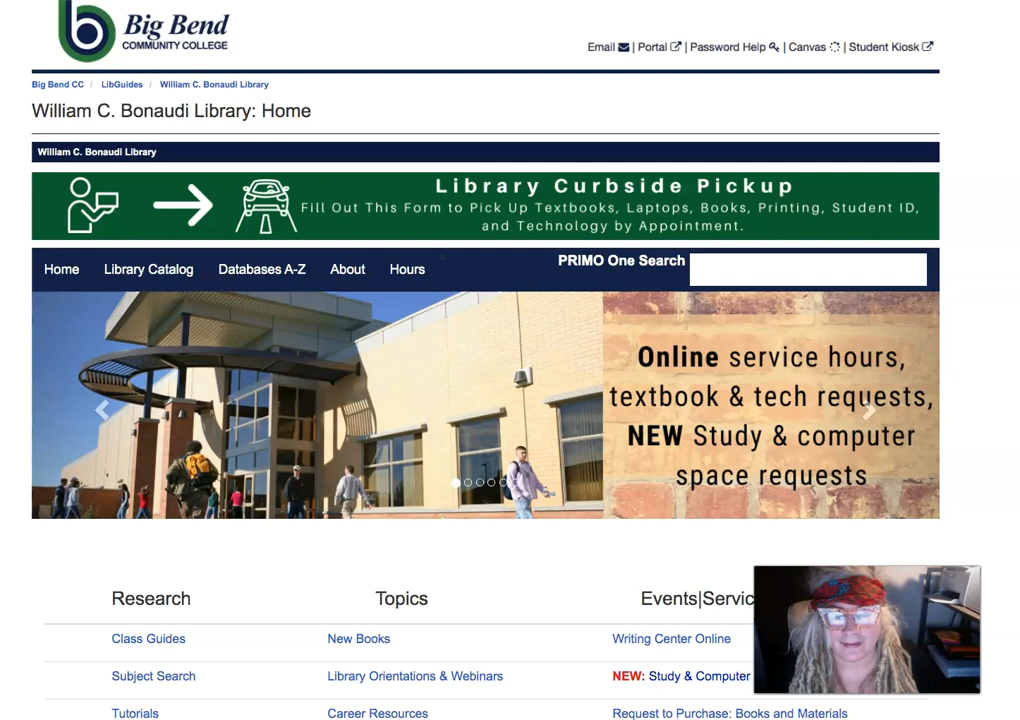 Big Bend
COMMUNITY COLLEGE
Email | Portal | Password Help | Canvas | Student Kiosk
Big Bend CC / LibGuides / William C. Bonaudi Library
William C. Bonaudi Library: Home
William C. Bonaudi Library
Library Curbside Pickup
Fill Out This Form to Pick Up Textbooks, Laptops, Books, Printing, Student ID,
and Technology by Appointment.
Home Library Catalog Databases A-Z About Hours PRIMO One Search
Online service hours,
textbook & tech requests,
NEW Study & computer
space requests
Research Topics Events|Servic
Class Guides New Books Writing Center Online
Subject Search Library Orientations & Webinars NEW: Study & Computer
Tutorials Career Resources Request to Purchase: Books and Materials